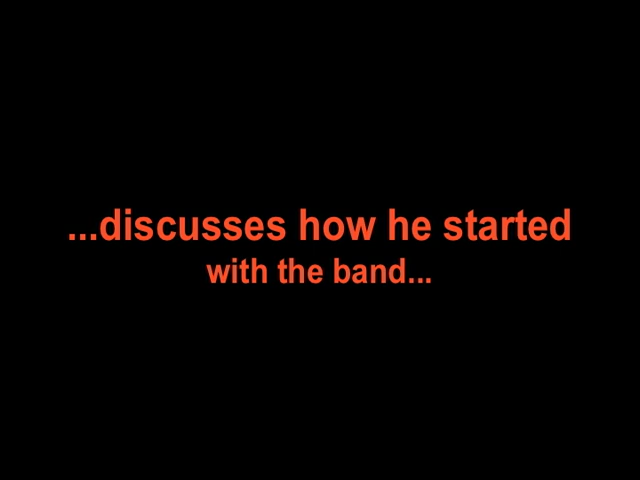 ...discusses how he started
with the band...